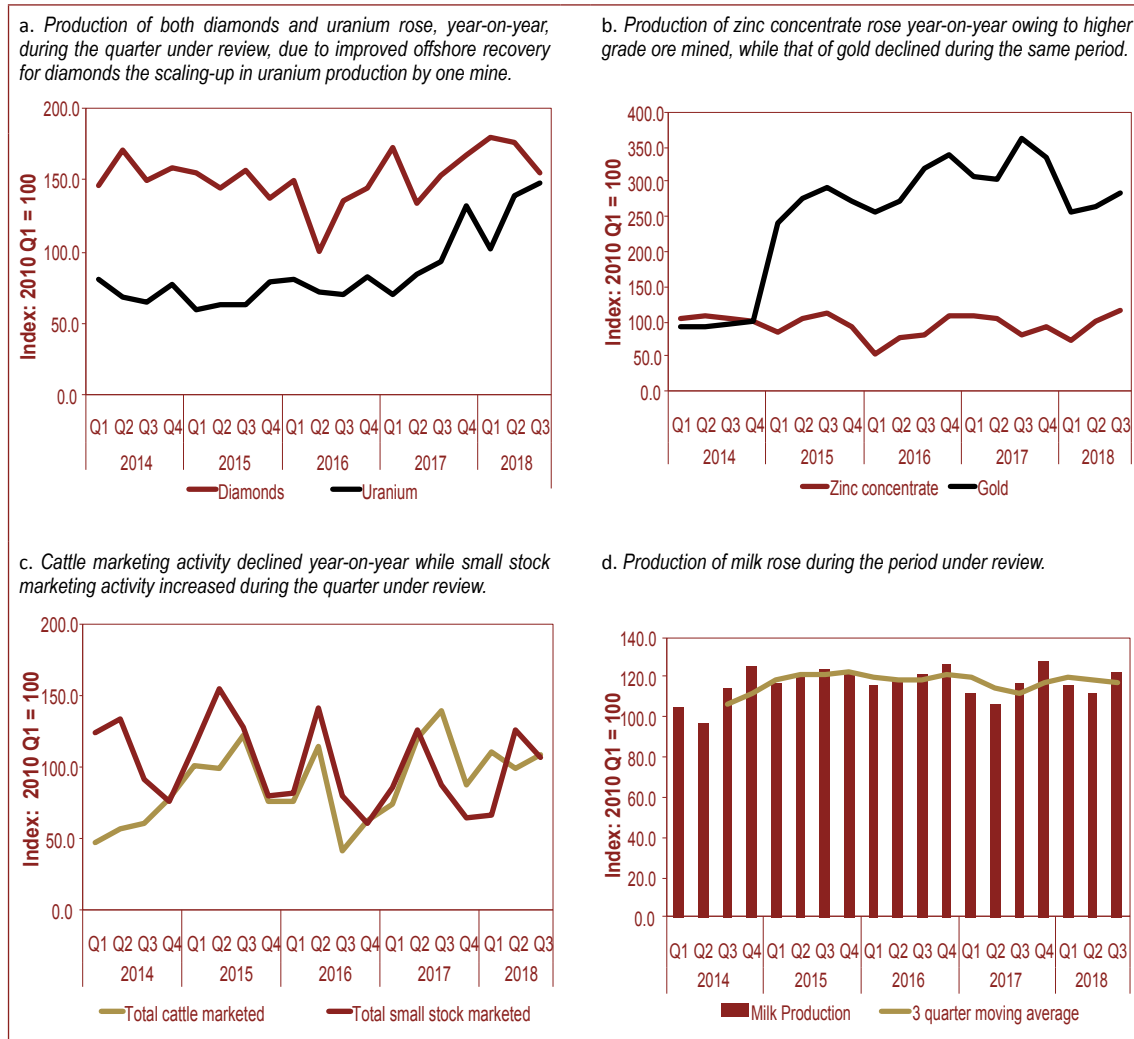 a. Production of both diamonds and uranium rose, year-on-year,
during the quarter under review, due to improved offshore recovery
for diamonds the scaling-up in uranium production by one mine.
200.0
150.0
100.0
50.0
0.0
Index: 2010 Q1 = 100
Q1 Q2 Q3 Q4 Q1 Q2 Q3 Q4 Q1 Q2 Q3 Q4 Q1 Q2 Q3 Q4 Q1 Q2 Q3
2014 2015 2016 2017 2018
Diamonds Uranium
b. Production of zinc concentrate rose year-on-year owing to higher
grade ore mined, while that of gold declined during the same period.
400.0
350.0
300.0
250.0
200.0
150.0
100.0
50.0
0.0
Index: 2010 Q1 = 100
Q1 Q2 Q3 Q4 Q1 Q2 Q3 Q4 Q1 Q2 Q3 Q4 Q1 Q2 Q3 Q4 Q1 Q2 Q3
2014 2015 2016 2017 2018
Zinc concentrate Gold
c. Cattle marketing activity declined year-on-year while small stock
marketing activity increased during the quarter under review.
200.0
150.0
100.0
50.0
0.0
Index: 2010 Q1 = 100
Q1 Q2 Q3 Q4 Q1 Q2 Q3 Q4 Q1 Q2 Q3 Q4 Q1 Q2 Q3 Q4 Q1 Q2 Q3
2014 2015 2016 2017 2018
Total cattle marketed Total small stock marketed
d. Production of milk rose during the period under review.
140.0
120.0
100.0
80.0
60.0
40.0
20.0
0.0
Index: 2010 Q1 = 100
Q1 Q2 Q3 Q4 Q1 Q2 Q3 Q4 Q1 Q2 Q3 Q4 Q1 Q2 Q3 Q4 Q1 Q2 Q3
2014 2015 2016 2017 2018
Milk Production 3 quarter moving average